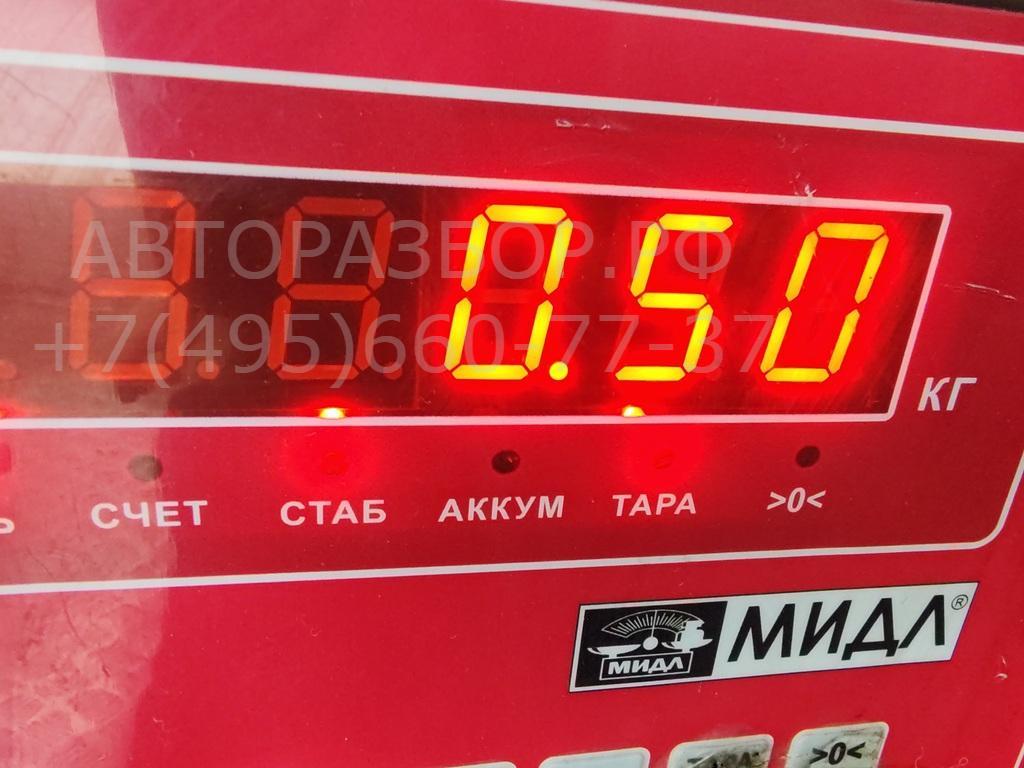 АВТОРАЗБОР.РФ
+7(495)660-77-37
0.50
КГ
СЧЕТ СТАБ АККУМ ТАРА >0<
МИДЛ МИДЛ®
>0<